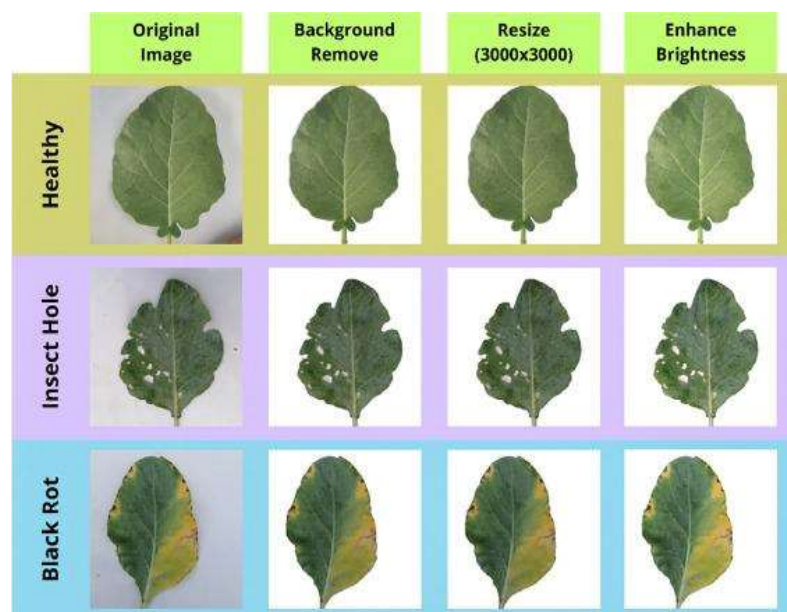 Original
Image
Background
Remove
Resize
(3000x3000)
Enhance
Brightness
Healthy
Insect Hole
Black Rot